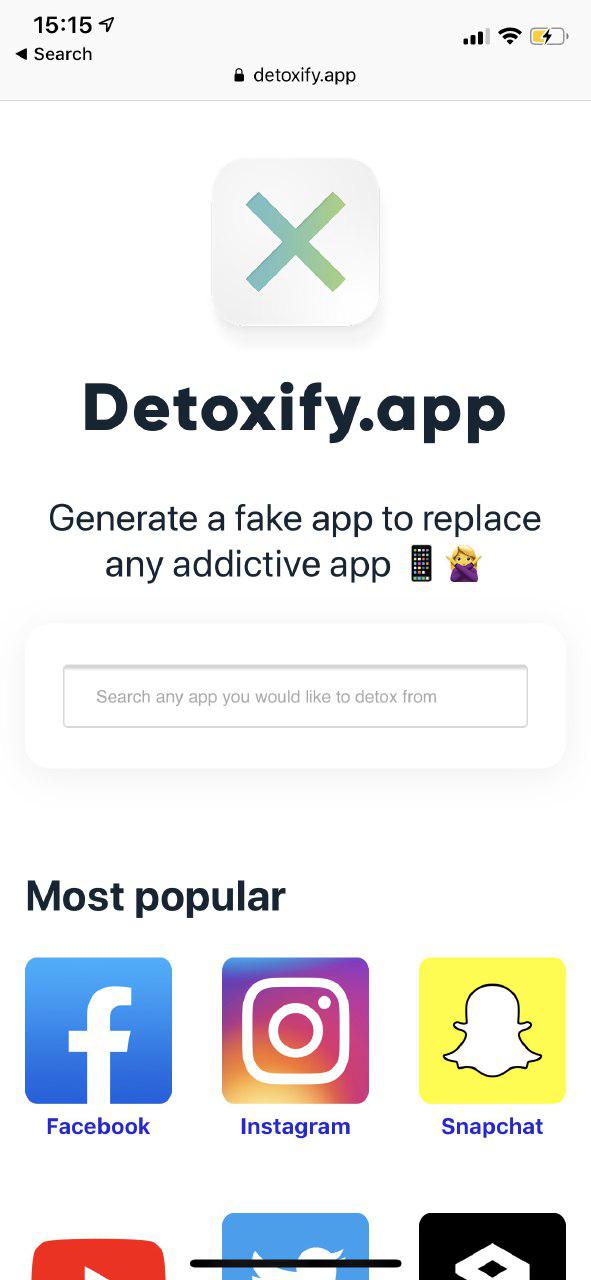 15:15
◀ Search
detoxify.app
Detoxify.app
Generate a fake app to replace
any addictive app 📱 🙅‍♀️
Search any app you would like to detox from
Most popular
Facebook
Instagram
Snapchat